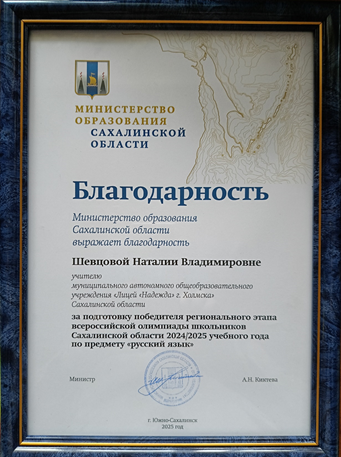 МИНИСТЕРСТВО
ОБРАЗОВАНИЯ
САХАЛИНСКОЙ
ОБЛАСТИ
Благодарность
Министерство образования
Сахалинской области
выражает благодарность
Шевцовой Наталии Владимировне
учителю
муниципального автономного общеобразовательного
учреждения «Лицей «Надежда» г. Холмска»
Сахалинской области
за подготовку победителя регионального этапа
всероссийской олимпиады школьников
Сахалинской области 2024/2025 учебного года
по предмету «русский язык»
Министр
А.Н. Киктева
г. Южно-Сахалинск
2025 год